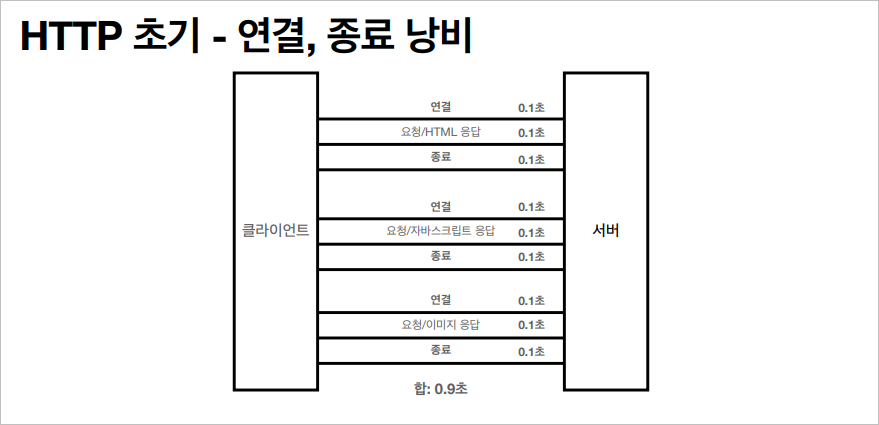 HTTP 초기 - 연결, 종료 낭비
연결 0.1초
요청/HTML 응답 0.1초
종료 0.1초
연결 0.1초
클라이언트 요청/자바스크립트 응답 0.1초 서버
종료 0.1초
연결 0.1초
요청/이미지 응답 0.1초
종료 0.1초
합: 0.9초